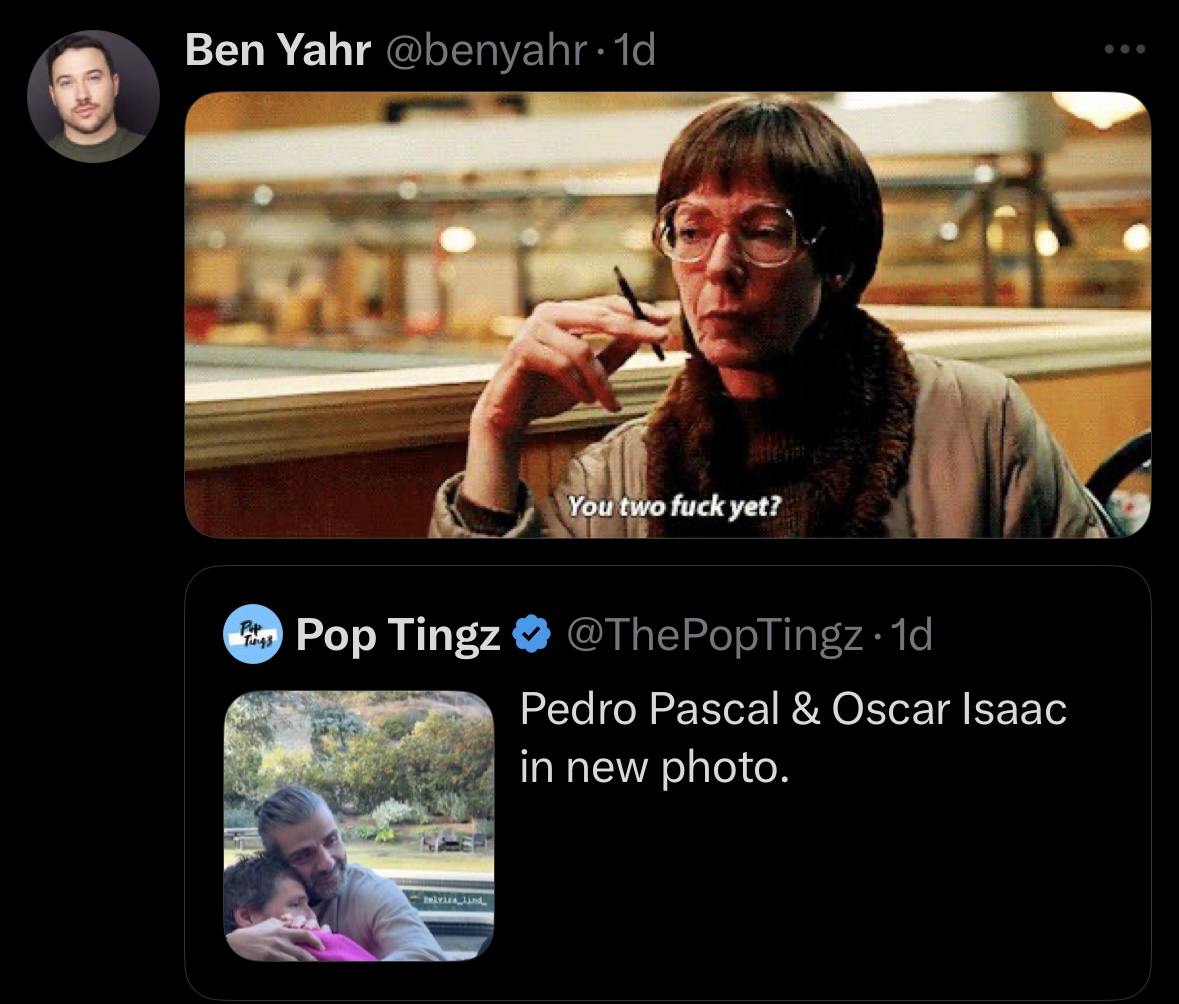 Ben Yahr @benyahr · 1d
You two fuck yet?
Pop Tingz @ThePopTingz · 1d
Pop
Tingz
Pedro Pascal & Oscar Isaac
in new photo.
@elvira_lind_